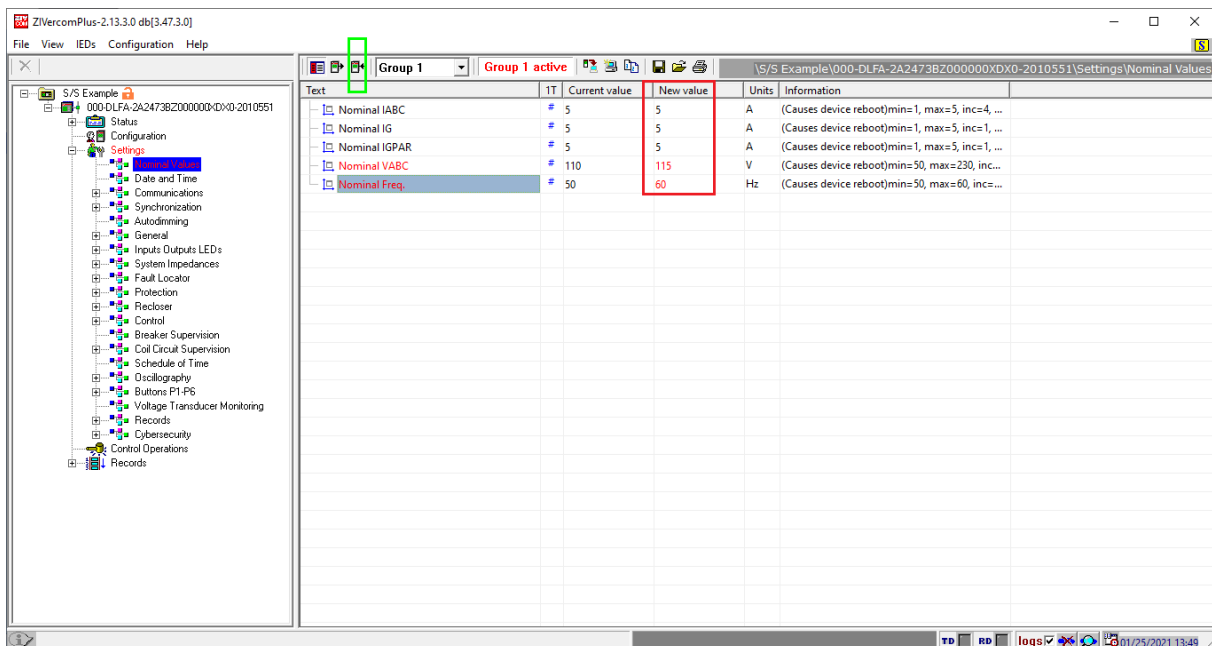 ZIVercomPlus-2.13.3.0 db[3.47.3.0]
File View IEDs Configuration Help
S
Group 1
Group 1 active
\S/S Example\000-DLFA-2A2473BZ000000XDX0-2010551\Settings\Nominal Values
S/S Example
000-DLFA-2A2473BZ000000XDX0-2010551
Status
Configuration
Settings
Nominal Values
Date and Time
Communications
Synchronization
Autodimming
General
Inputs Outputs LEDs
System Impedances
Fault Locator
Protection
Recloser
Control
Breaker Supervision
Coil Circuit Supervision
Schedule of Time
Oscillography
Buttons P1-P6
Voltage Transducer Monitoring
Records
Cybersecurity
Control Operations
Records
Text 1T Current value New value Units Information
Nominal IABC # 5 5 A (Causes device reboot)min=1, max=5, inc=4, ...
Nominal IG # 5 5 A (Causes device reboot)min=1, max=5, inc=1, ...
Nominal IGPAR # 5 5 A (Causes device reboot)min=1, max=5, inc=1, ...
Nominal VABC # 110 115 V (Causes device reboot)min=50, max=230, inc...
Nominal Freq. # 50 60 Hz (Causes device reboot)min=50, max=60, inc=...
TD RD logs 01/25/2021 13:49